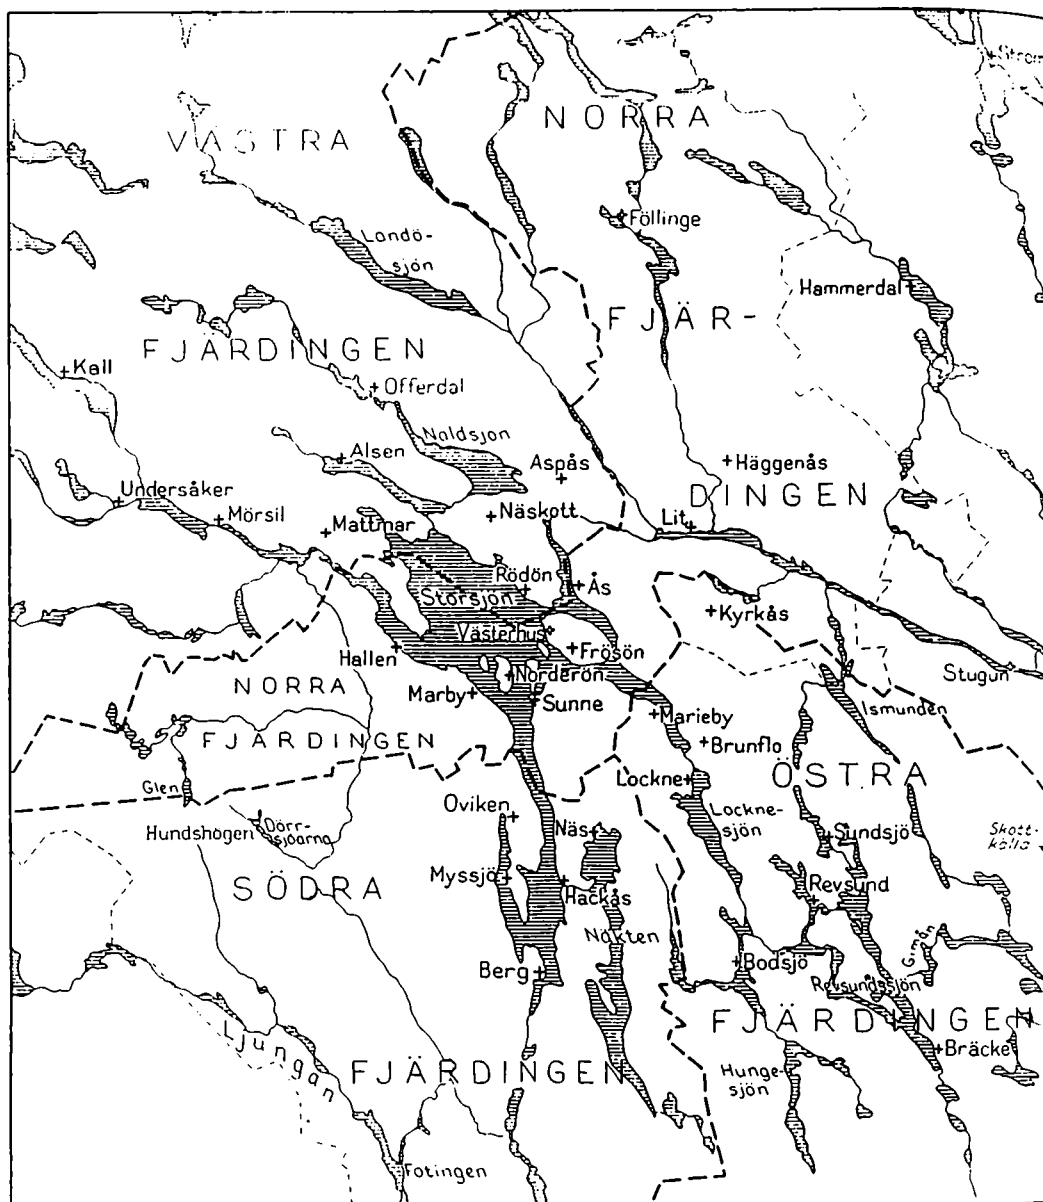 Ström
NORRA
VÄSTRA
Föllinge
Landö-
sjön
Hammerdal
FJÄR-
FJÄRDINGEN
Kall
Offerdal
Näldsjön
Alsen
Aspås
Häggenås
DINGEN
Undersåker
Mörsil
Mattmar
Näskott
Lit
Rödön
Ås
Storsjön
Kyrkås
Västerhus
Frösön
Hallen
Norderön
Stugun
NORRA
Marby
Sunne
Ismunden
Marieby
FJÄRDINGEN
Brunflo
ÖSTRA
Lockne
Glen
Oviken
Lockne-
sjön
Hundshögen
Dörr-
sjöarna
Näs
Sundsjö
Skott-
källa
SÖDRA
Myssjö
Hackås
Revsund
Näkten
Gimån
Berg
Bodsjö
Revsundssjön
FJÄRDINGEN
Ljungan
Bräcke
FJÄRDINGEN
Hunge-
sjön
Fotingen